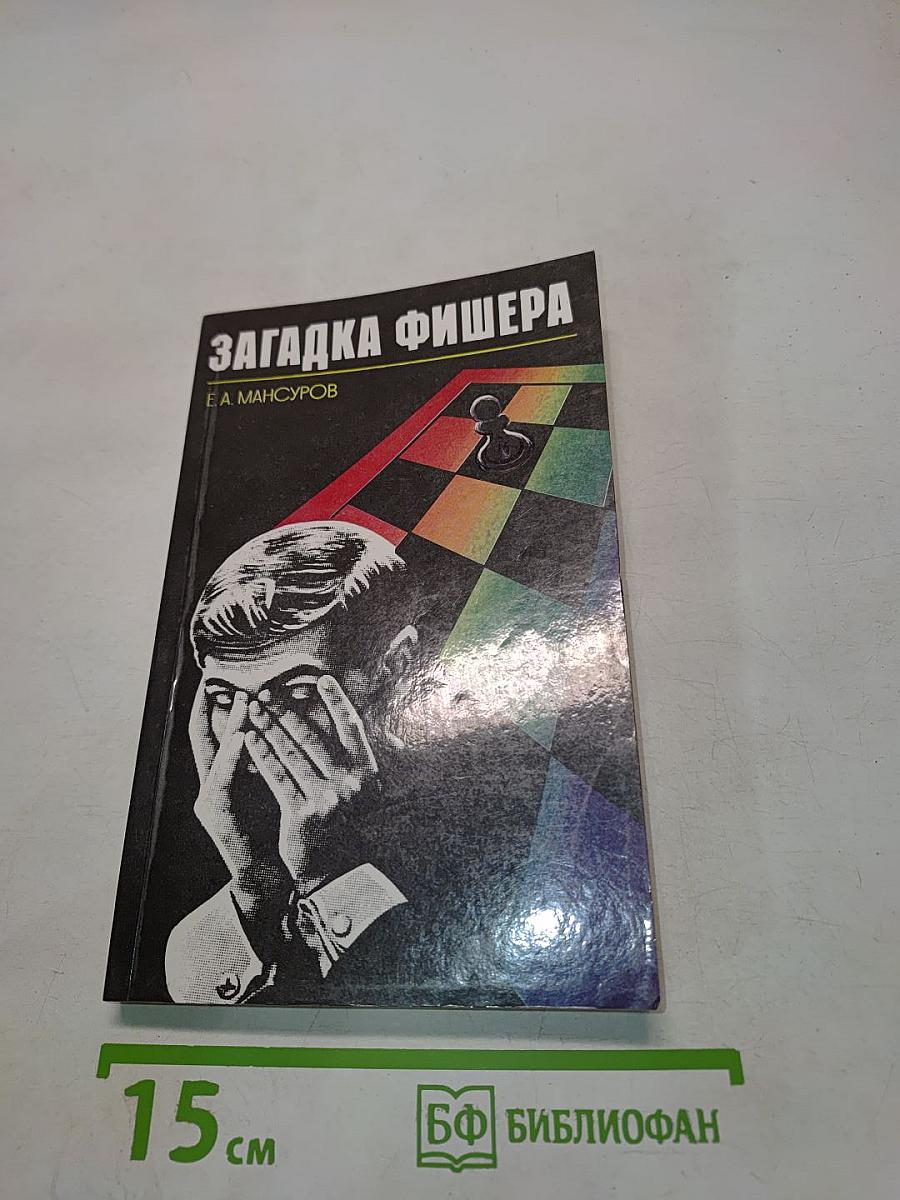 ЗАГАДКА ФИШЕРА
Е. А. МАНСУРОВ
15 см
БФ БИБЛИОФАН